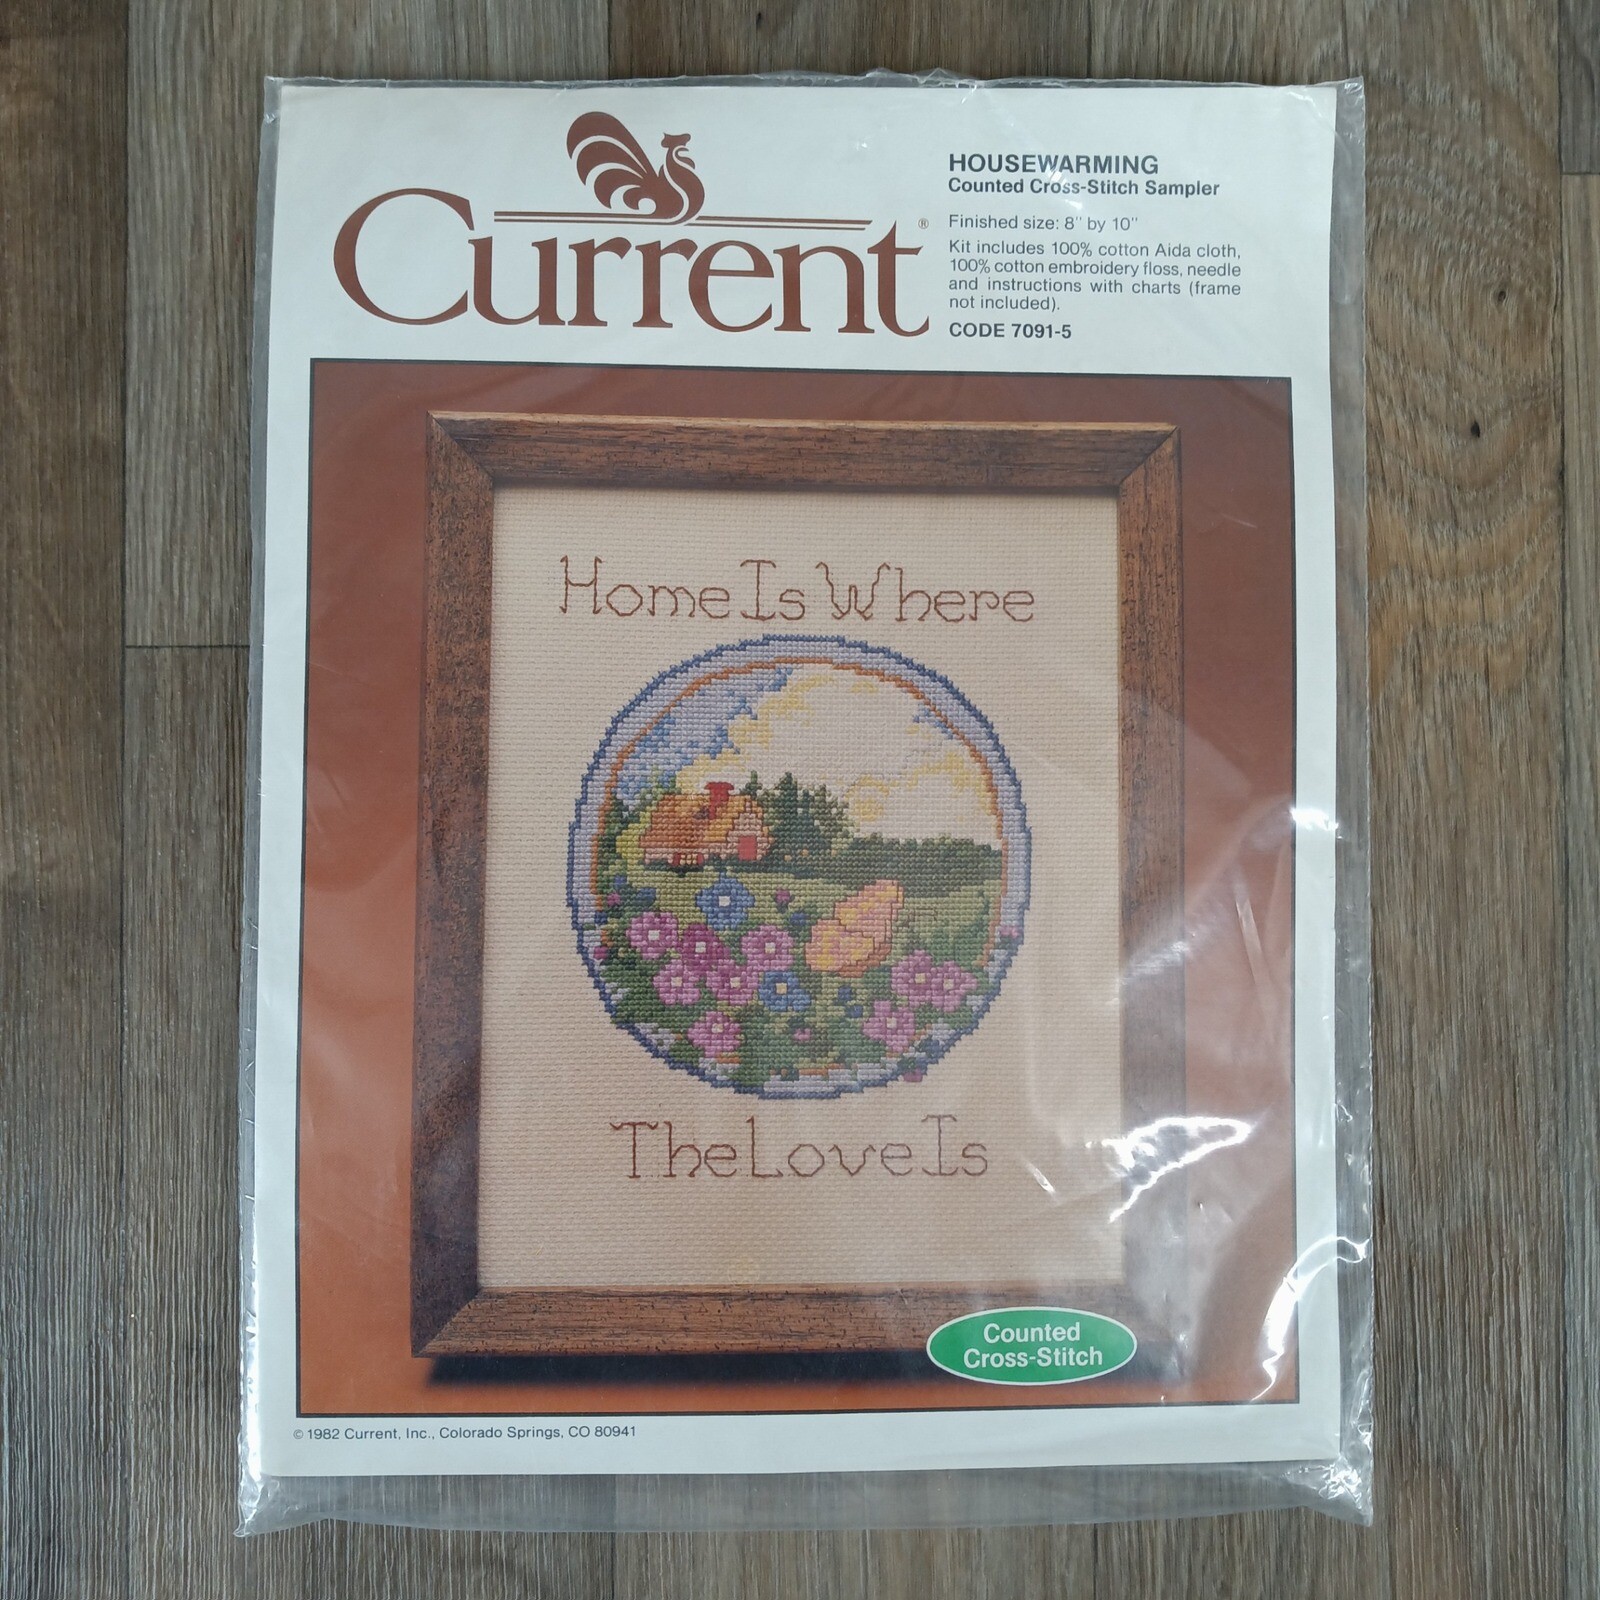 Current®
HOUSEWARMING
Counted Cross-Stitch Sampler
Finished size: 8" by 10"
Kit includes 100% cotton Aida cloth,
100% cotton embroidery floss, needle
and instructions with charts (frame
not included).
CODE 7091-5
Home Is Where
The Love Is
Counted
Cross-Stitch
© 1982 Current, Inc., Colorado Springs, CO 80941